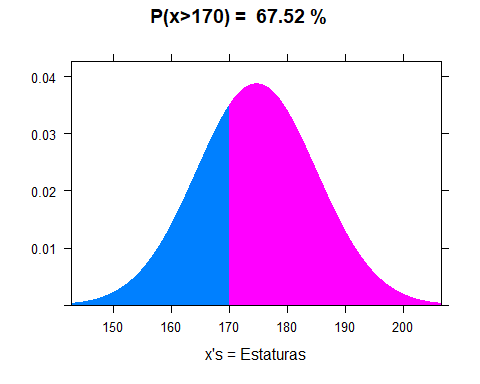 P(x>170) = 67.52 %
0.04
0.03
0.02
0.01
150 160 170 180 190 200
x's = Estaturas